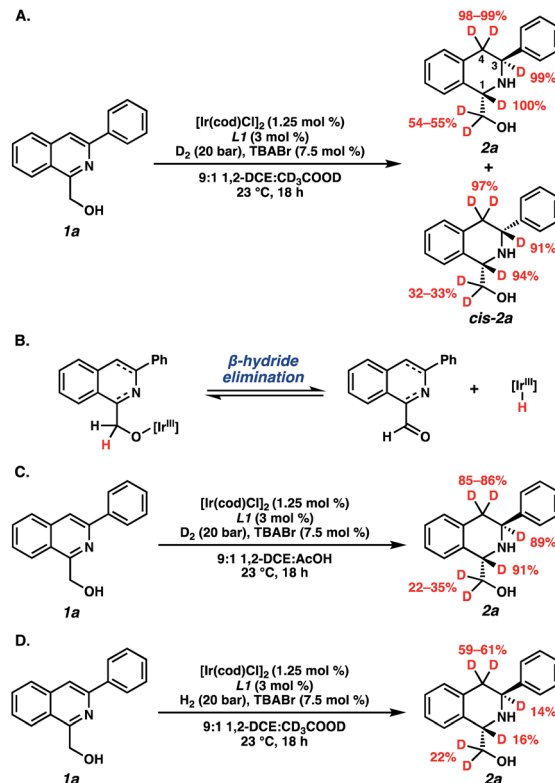 A.
98–99%
D D
4 3
D 99%
NH
1
D 100%
D
54–55% OH
D
2a
[Ir(cod)Cl]2 (1.25 mol %)
L1 (3 mol %)
D2 (20 bar), TBABr (7.5 mol %)
9:1 1,2-DCE:CD3COOD
23 °C, 18 h
N
OH
1a
+
97%
D D
D 91%
NH
D 94%
D
32–33% OH
D
cis-2a
B.
Ph
N
H O [IrIII]
H
β-hydride
elimination
Ph
N
H O
+
[IrIII]
H
C.
N
OH
1a
[Ir(cod)Cl]2 (1.25 mol %)
L1 (3 mol %)
D2 (20 bar), TBABr (7.5 mol %)
9:1 1,2-DCE:AcOH
23 °C, 18 h
85–86%
D D
D 89%
NH
D 91%
D
22–35% OH
D
2a
D.
N
OH
1a
[Ir(cod)Cl]2 (1.25 mol %)
L1 (3 mol %)
H2 (20 bar), TBABr (7.5 mol %)
9:1 1,2-DCE:CD3COOD
23 °C, 18 h
59–61%
D D
D 14%
NH
D 16%
D
22% OH
D
2a